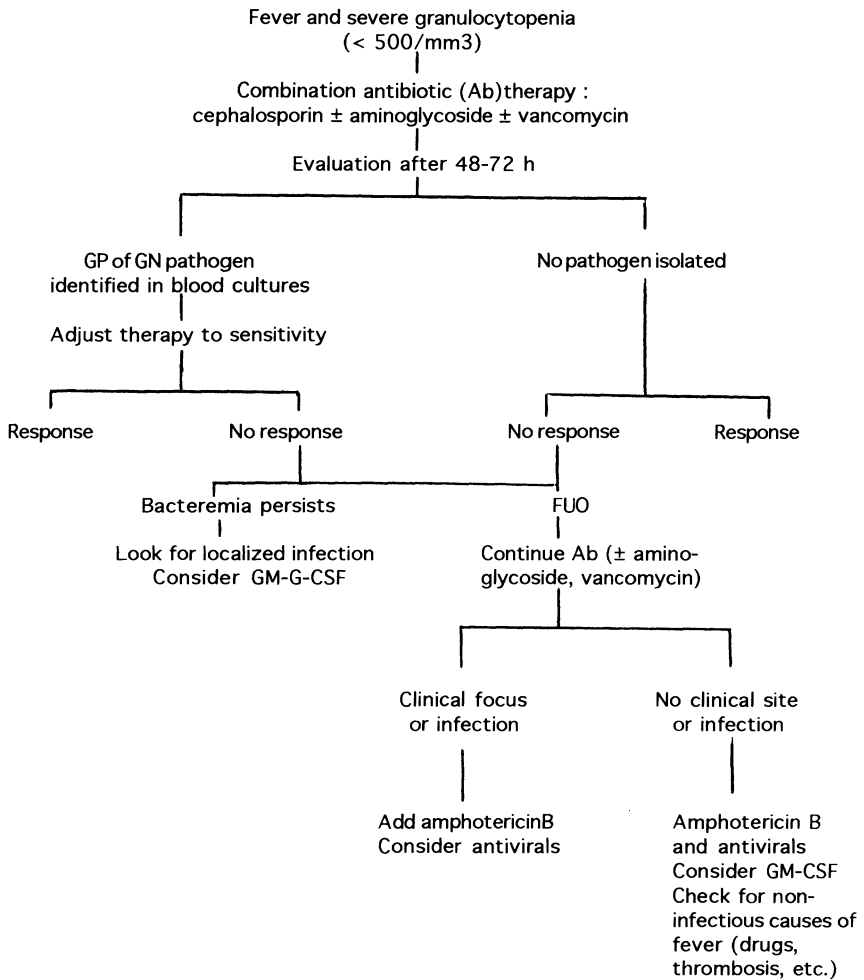 Fever and severe granulocytopenia
(< 500/mm3)
Combination antibiotic (Ab)therapy :
cephalosporin ± aminoglycoside ± vancomycin
Evaluation after 48-72 h
GP of GN pathogen
identified in blood cultures
No pathogen isolated
Adjust therapy to sensitivity
Response
No response
No response
Response
Bacteremia persists
FUO
Look for localized infection
Consider GM-G-CSF
Continue Ab (± amino-
glycoside, vancomycin)
Clinical focus
or infection
No clinical site
or infection
Add amphotericinB
Consider antivirals
Amphotericin B
and antivirals
Consider GM-CSF
Check for non-
infectious causes of
fever (drugs,
thrombosis, etc.)